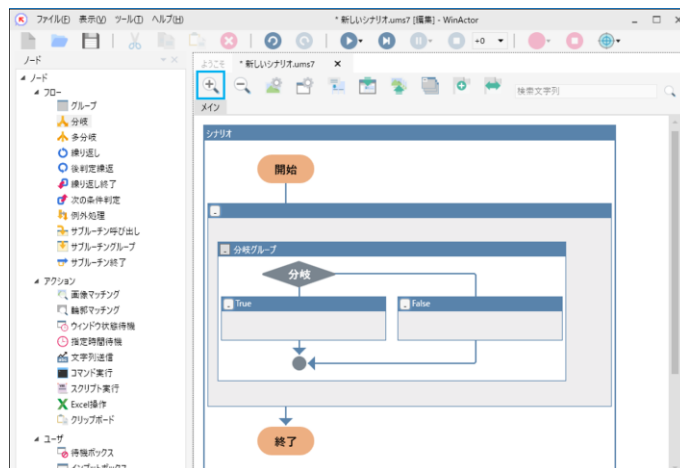 ファイル(F) 表示(V) ツール(T) ヘルプ(H)
* 新しいシナリオ.ums7 [編集] - WinActor
+0
ノード
ようこそ
* 新しいシナリオ.ums7
検索文字列
メイン
ノード
フロー
グループ
分岐
多分岐
繰り返し
後判定繰返
繰り返し終了
次の条件判定
例外処理
サブルーチン呼び出し
サブルーチングループ
サブルーチン終了
アクション
画像マッチング
輪郭マッチング
ウィンドウ状態待機
指定時間待機
文字列送信
コマンド実行
スクリプト実行
Excel操作
クリップボード
ユーザ
待機ボックス
インプットボックス
シナリオ
開始
分岐グループ
分岐
True
False
終了